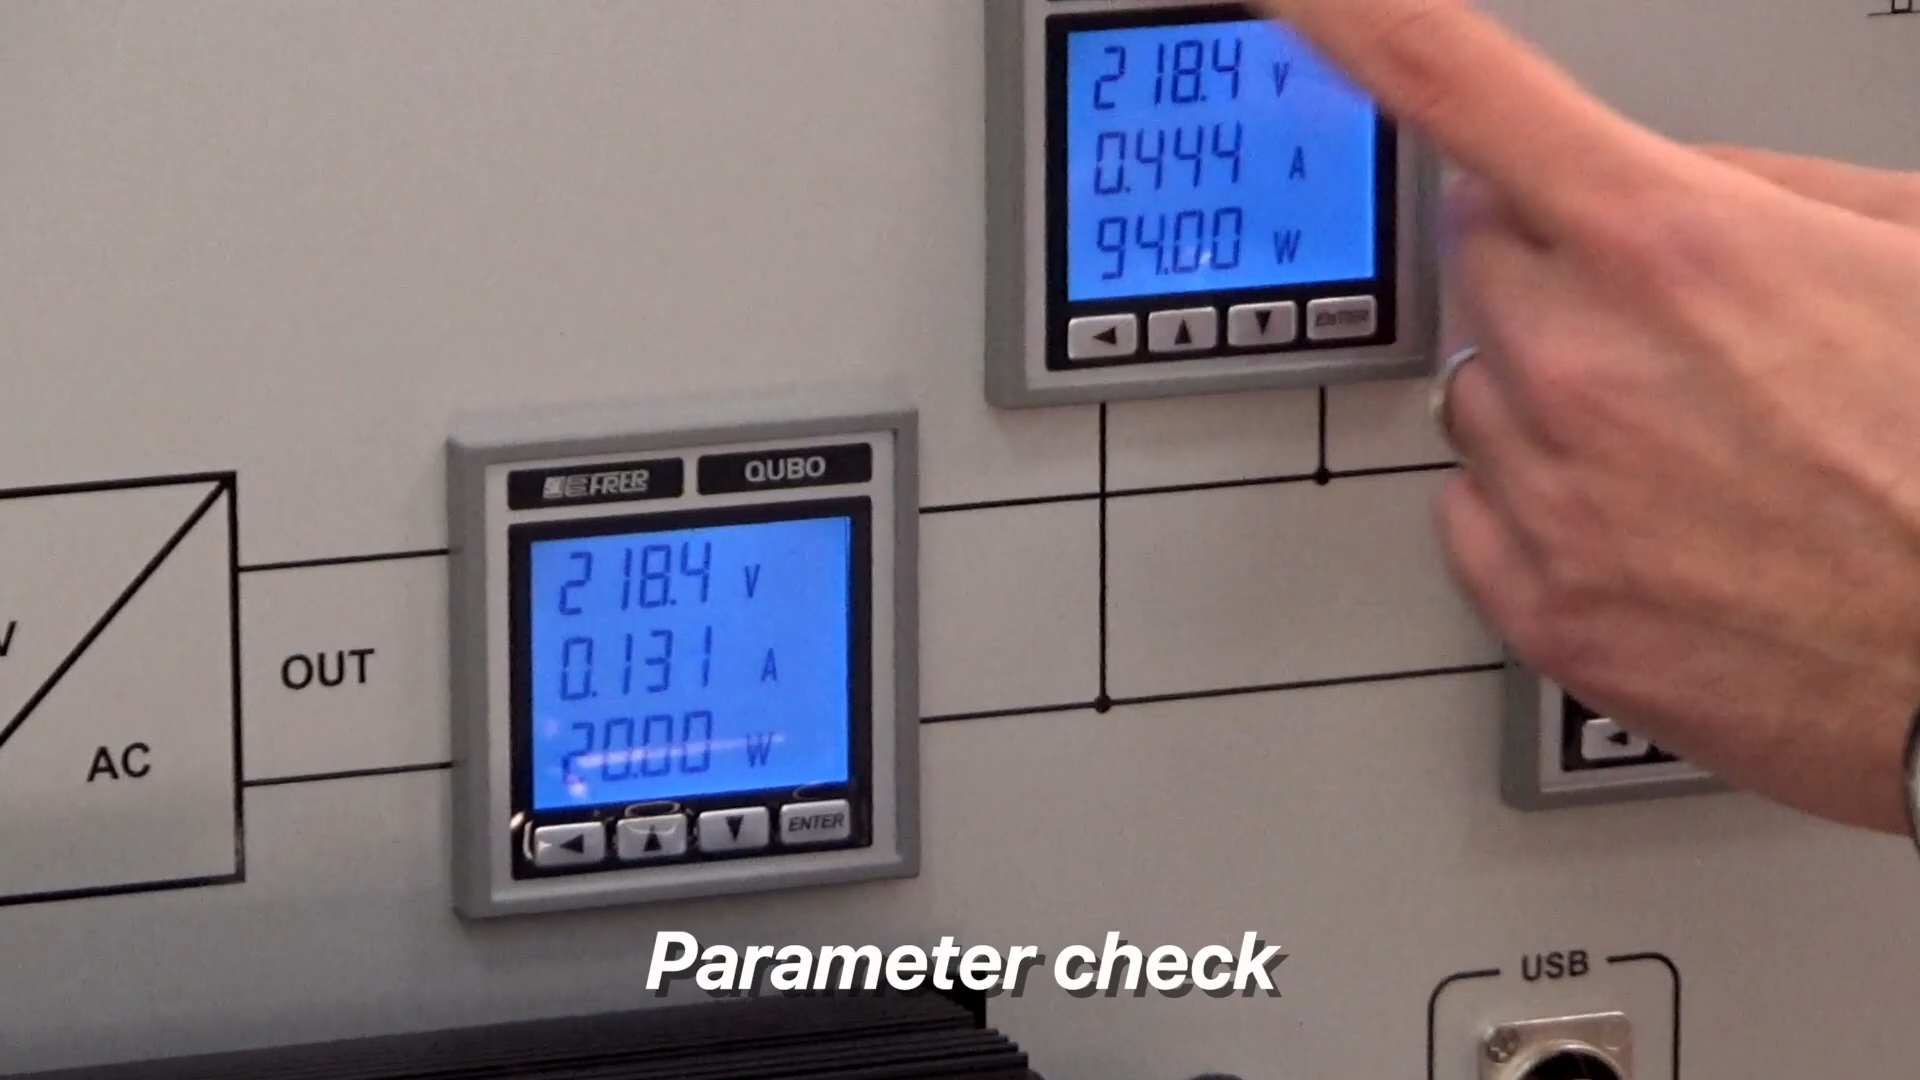 218.4 V
0.444 A
94.00 W
ENTER
FRER QUBO
218.4 V
0.131 A
20.00 W
ENTER
OUT
AC
Parameter check
USB